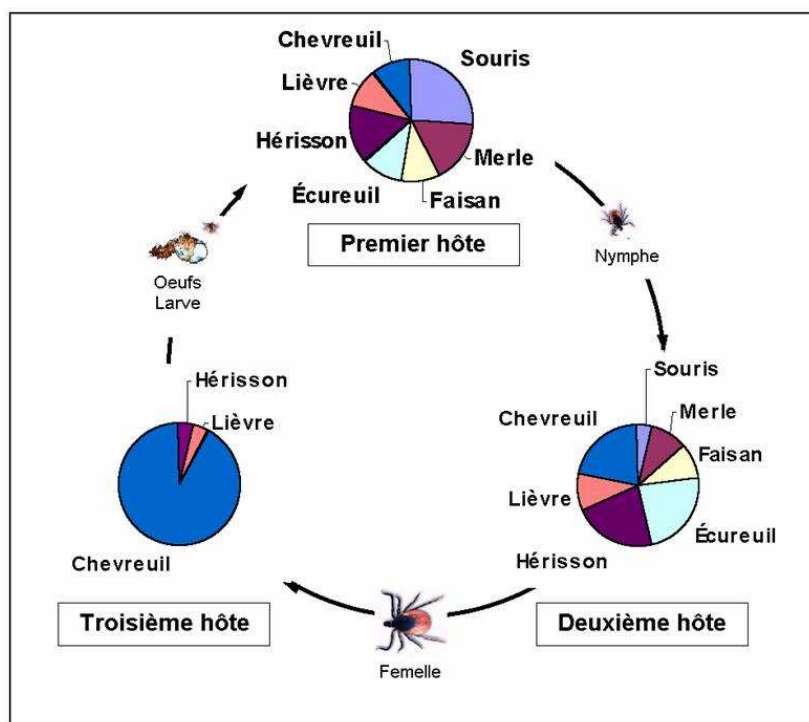 Chevreuil
Souris
Lièvre
Hérisson
Merle
Écureuil
Faisan
Premier hôte
Nymphe
Oeufs
Larve
Souris
Merle
Chevreuil
Faisan
Lièvre
Écureuil
Hérisson
Deuxième hôte
Femelle
Hérisson
Lièvre
Chevreuil
Troisième hôte